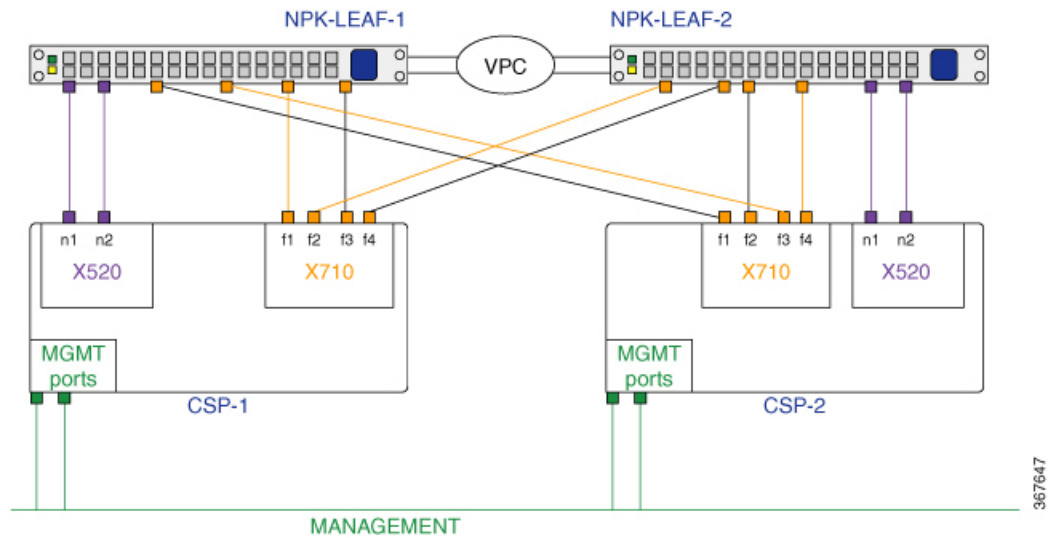 NPK-LEAF-1
NPK-LEAF-2
VPC
n1 n2
f1 f2 f3 f4
f1 f2 f3 f4
n1 n2
X520
X710
X710
X520
MGMT
ports
MGMT
ports
CSP-1
CSP-2
MANAGEMENT
367647